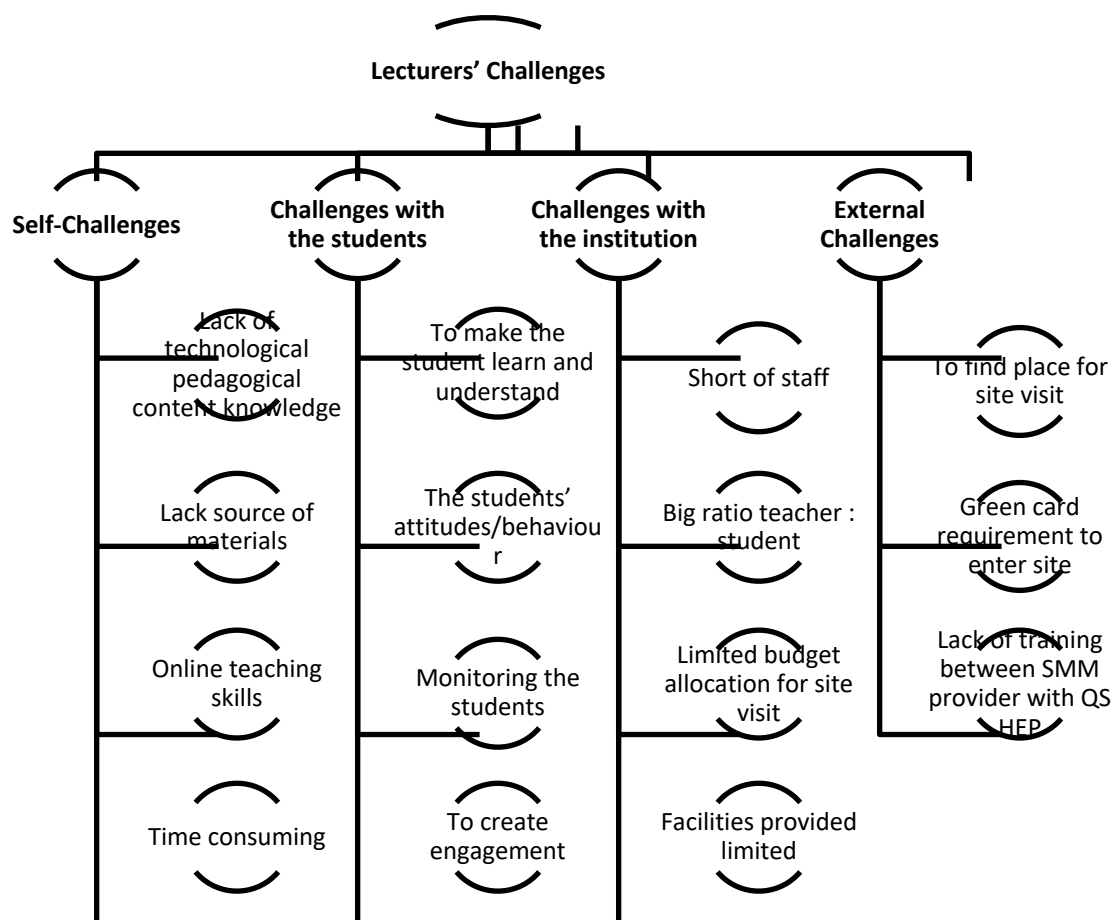 Lecturers’ Challenges
Self-Challenges
Challenges with
the students
Challenges with
the institution
External
Challenges
Lack of
technological
pedagogical
content knowledge
To make the
student learn and
understand
Short of staff
To find place for
site visit
Lack source of
materials
The students’
attitudes/behaviou
r
Big ratio teacher :
student
Green card
requirement to
enter site
Online teaching
skills
Monitoring the
students
Limited budget
allocation for site
visit
Lack of training
between SMM
provider with QS
HEP
Time consuming
To create
engagement
Facilities provided
limited